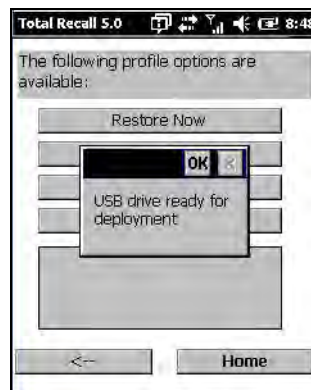 Total Recall 5.0 8:48
The following profile options are
available:
Restore Now
OK
USB drive ready for
deployment
<--
Home